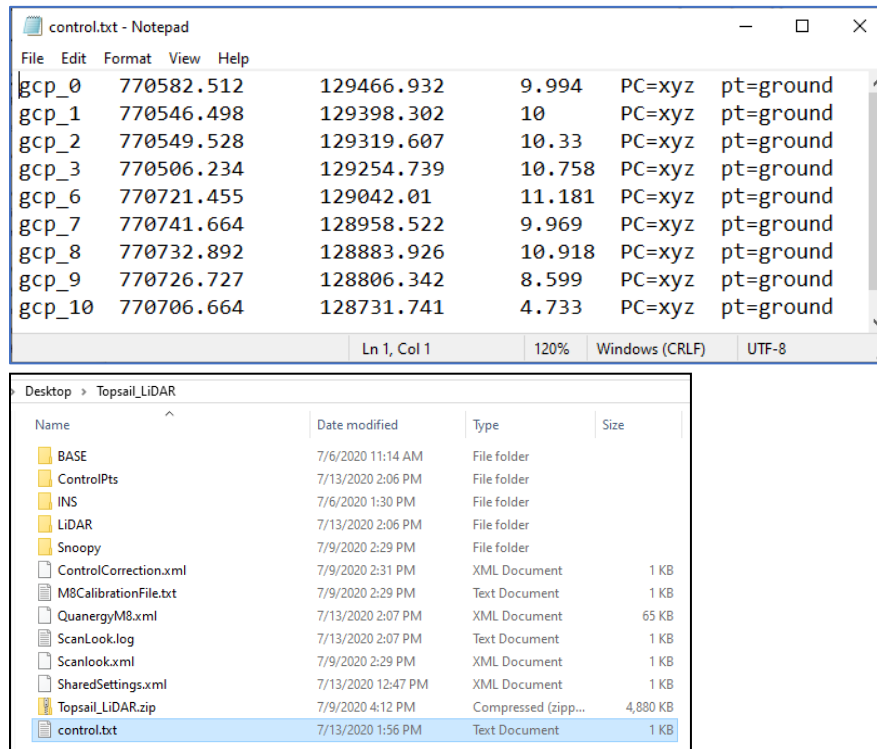 control.txt - Notepad
File Edit Format View Help
gcp_0 770582.512 129466.932 9.994 PC=xyz pt=ground
gcp_1 770546.498 129398.302 10 PC=xyz pt=ground
gcp_2 770549.528 129319.607 10.33 PC=xyz pt=ground
gcp_3 770506.234 129254.739 10.758 PC=xyz pt=ground
gcp_6 770721.455 129042.01 11.181 PC=xyz pt=ground
gcp_7 770741.664 128958.522 9.969 PC=xyz pt=ground
gcp_8 770732.892 128883.926 10.918 PC=xyz pt=ground
gcp_9 770726.727 128806.342 8.599 PC=xyz pt=ground
gcp_10 770706.664 128731.741 4.733 PC=xyz pt=ground
Ln 1, Col 1 120% Windows (CRLF) UTF-8
Desktop > Topsail_LiDAR
Name Date modified Type Size
BASE 7/6/2020 11:14 AM File folder
ControlPts 7/13/2020 2:06 PM File folder
INS 7/6/2020 1:30 PM File folder
LiDAR 7/13/2020 2:06 PM File folder
Snoopy 7/9/2020 2:29 PM File folder
ControlCorrection.xml 7/9/2020 2:31 PM XML Document 1 KB
M8CalibrationFile.txt 7/9/2020 2:29 PM Text Document 1 KB
QuanergyM8.xml 7/13/2020 2:07 PM XML Document 65 KB
ScanLook.log 7/13/2020 2:07 PM Text Document 1 KB
Scanlook.xml 7/9/2020 2:29 PM XML Document 1 KB
SharedSettings.xml 7/13/2020 12:47 PM XML Document 1 KB
Topsail_LiDAR.zip 7/9/2020 4:12 PM Compressed (zipp... 4,880 KB
control.txt 7/13/2020 1:56 PM Text Document 1 KB